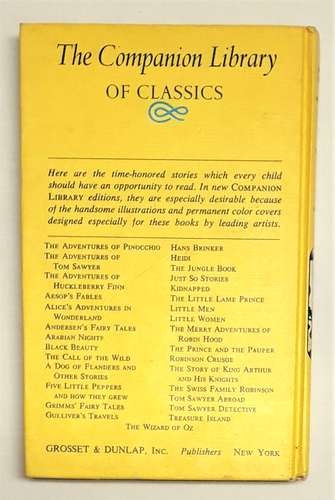 The Companion Library
OF CLASSICS
Here are the time-honored stories which every child
should have an opportunity to read. In new COMPANION
LIBRARY editions, they are especially desirable because
of the handsome illustrations and permanent color covers
designed especially for these books by leading artists.
THE ADVENTURES OF PINOCCHIO
THE ADVENTURES OF
TOM SAWYER
THE ADVENTURES OF
HUCKLEBERRY FINN
AESOP'S FABLES
ALICE'S ADVENTURES IN
WONDERLAND
ANDERSEN'S FAIRY TALES
ARABIAN NIGHTS
BLACK BEAUTY
THE CALL OF THE WILD
A DOG OF FLANDERS AND
OTHER STORIES
FIVE LITTLE PEPPERS
AND HOW THEY GREW
GRIMMS' FAIRY TALES
GULLIVER'S TRAVELS
HANS BRINKER
HEIDI
THE JUNGLE BOOK
JUST SO STORIES
KIDNAPPED
THE LITTLE LAME PRINCE
LITTLE MEN
LITTLE WOMEN
THE MERRY ADVENTURES OF
ROBIN HOOD
THE PRINCE AND THE PAUPER
ROBINSON CRUSOE
THE STORY OF KING ARTHUR
AND HIS KNIGHTS
THE SWISS FAMILY ROBINSON
TOM SAWYER ABROAD
TOM SAWYER DETECTIVE
TREASURE ISLAND
THE WIZARD OF OZ
GROSSET & DUNLAP, INC. Publishers NEW YORK